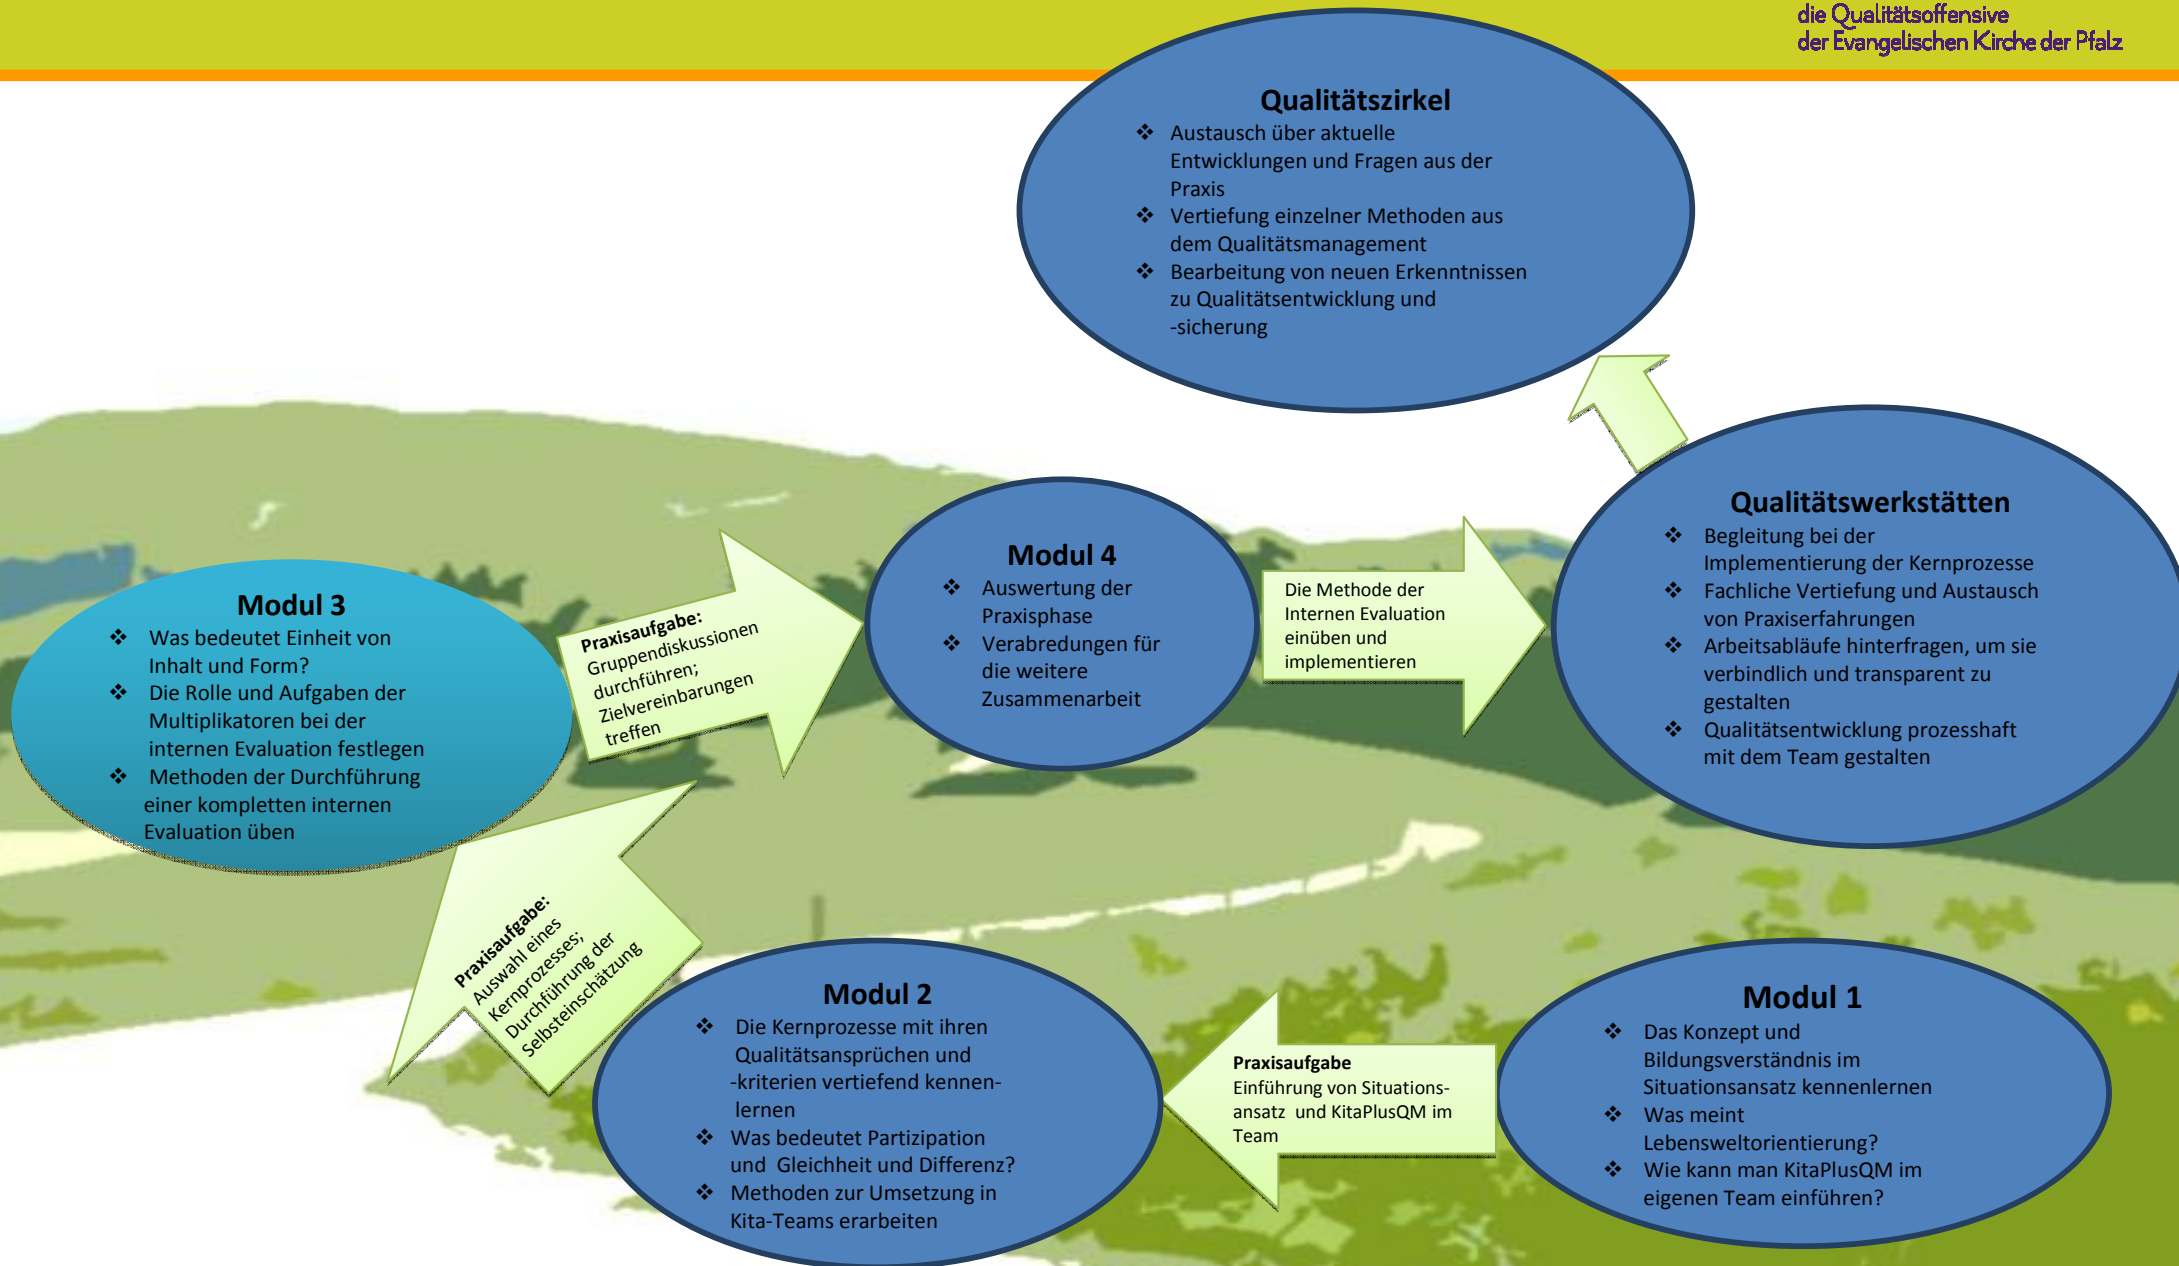 die Qualitätsoffensive
der Evangelischen Kirche der Pfalz
Qualitätszirkel
❖ Austausch über aktuelle
Entwicklungen und Fragen aus der
Praxis
❖ Vertiefung einzelner Methoden aus
dem Qualitätsmanagement
❖ Bearbeitung von neuen Erkenntnissen
zu Qualitätsentwicklung und
-sicherung
Qualitätswerkstätten
❖ Begleitung bei der
Implementierung der Kernprozesse
❖ Fachliche Vertiefung und Austausch
von Praxiserfahrungen
❖ Arbeitsabläufe hinterfragen, um sie
verbindlich und transparent zu
gestalten
❖ Qualitätsentwicklung prozesshaft
mit dem Team gestalten
Die Methode der
Internen Evaluation
einüben und
implementieren
Modul 4
❖ Auswertung der
Praxisphase
❖ Verabredungen für
die weitere
Zusammenarbeit
Praxisaufgabe:
Gruppendiskussionen
durchführen;
Zielvereinbarungen
treffen
Modul 3
❖ Was bedeutet Einheit von
Inhalt und Form?
❖ Die Rolle und Aufgaben der
Multiplikatoren bei der
internen Evaluation festlegen
❖ Methoden der Durchführung
einer kompletten internen
Evaluation üben
Praxisaufgabe:
Auswahl eines
Kernprozesses;
Durchführung der
Selbsteinschätzung
Modul 2
❖ Die Kernprozesse mit ihren
Qualitätsansprüchen und
-kriterien vertiefend kennen-
lernen
❖ Was bedeutet Partizipation
und Gleichheit und Differenz?
❖ Methoden zur Umsetzung in
Kita-Teams erarbeiten
Praxisaufgabe
Einführung von Situations-
ansatz und KitaPlusQM im
Team
Modul 1
❖ Das Konzept und
Bildungsverständnis im
Situationsansatz kennenlernen
❖ Was meint
Lebensweltorientierung?
❖ Wie kann man KitaPlusQM im
eigenen Team einführen?